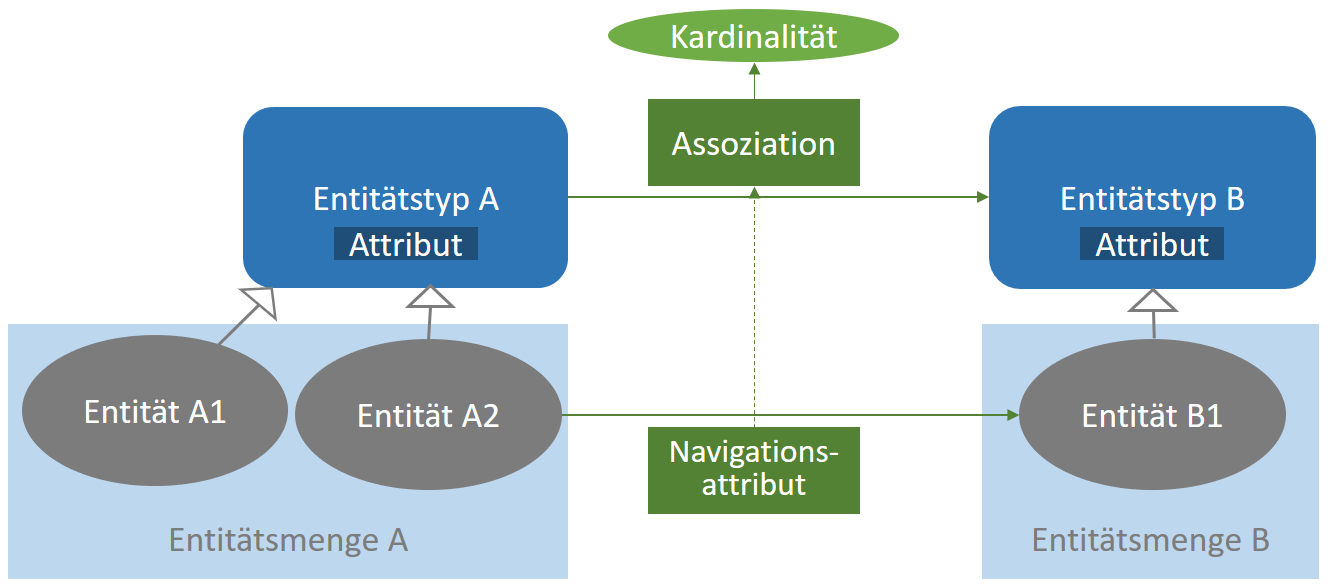 Kardinalität
Assoziation
Entitätstyp A
Attribut
Entitätstyp B
Attribut
Entität A1
Entität A2
Navigations-
attribut
Entität B1
Entitätsmenge A
Entitätsmenge B